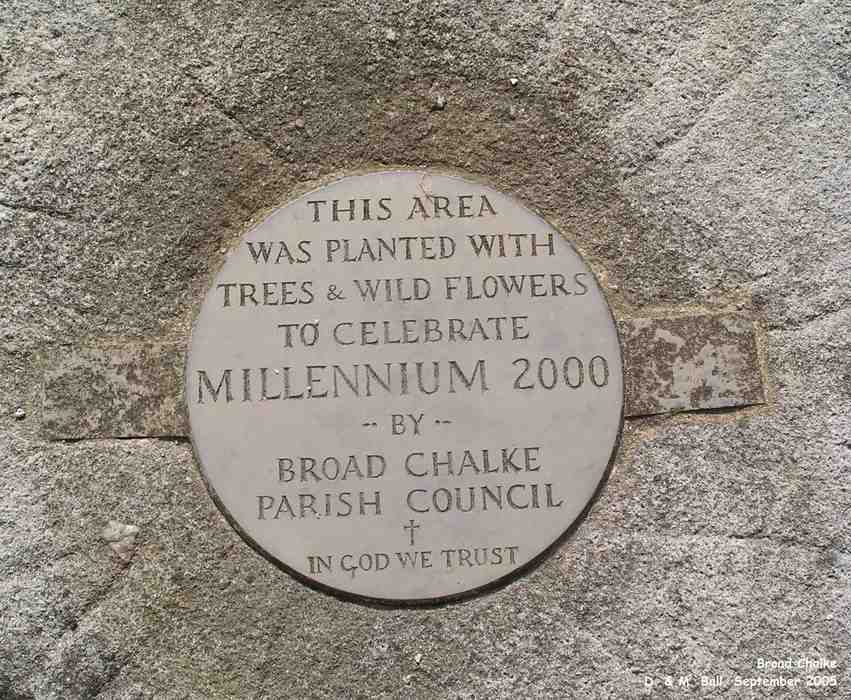 THIS AREA
WAS PLANTED WITH
TREES & WILD FLOWERS
TO CELEBRATE
MILLENNIUM 2000
-- BY --
BROAD CHALKE
PARISH COUNCIL
†
IN GOD WE TRUST
Broad Chalke
D. & M. Ball, September 2005